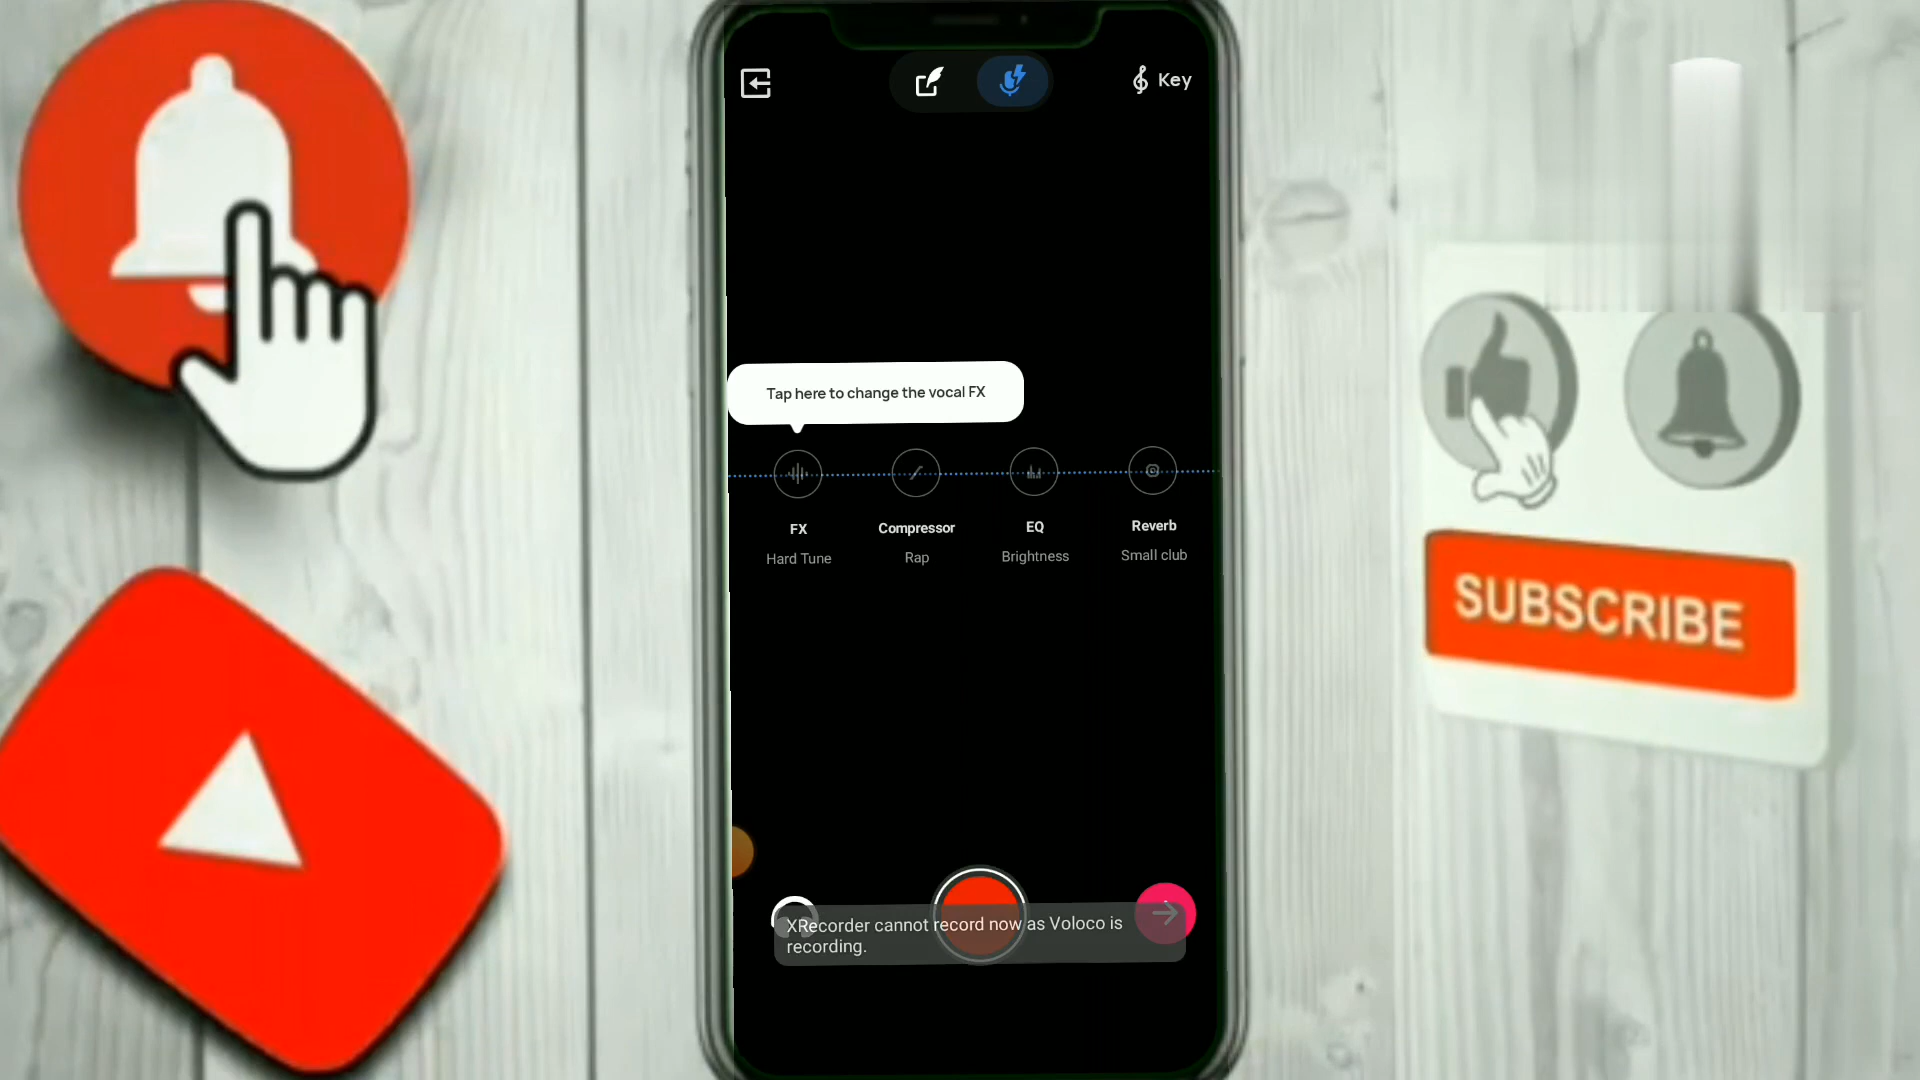 Key
Tap here to change the vocal FX
FX Compressor EQ Reverb
Hard Tune Rap Brightness Small club
XRecorder cannot record now as Voloco is
recording.
SUBSCRIBE